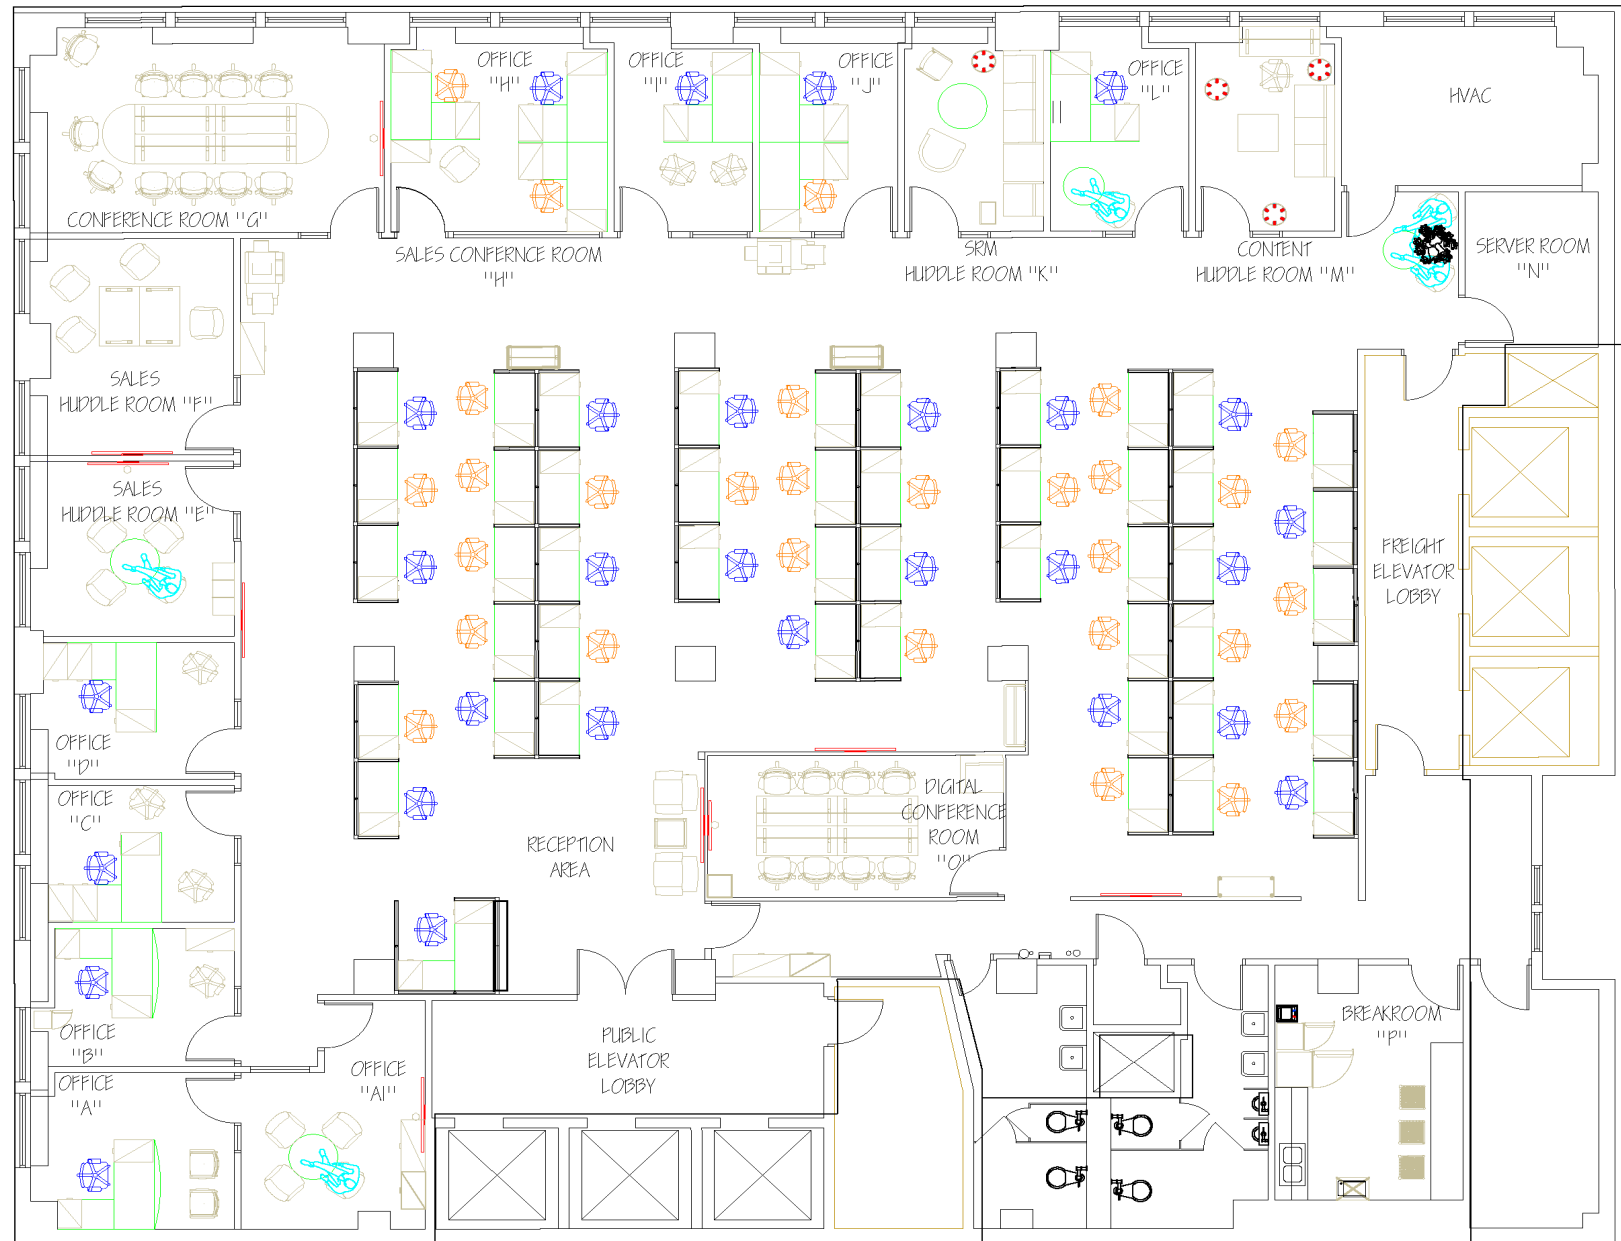 OFFICE
"H"
OFFICE
"I"
OFFICE
"J"
OFFICE
"L"
HVAC
CONFERENCE ROOM "G"
SALES CONFERNCE ROOM
"H"
SRM
HUDDLE ROOM "K"
CONTENT
HUDDLE ROOM "M"
SERVER ROOM
"N"
SALES
HUDDLE ROOM "F"
SALES
HUDDLE ROOM "E"
FREIGHT
ELEVATOR
LOBBY
OFFICE
"D"
OFFICE
"C"
RECEPTION
AREA
DIGITAL
CONFERENCE
ROOM
"O"
OFFICE
"B"
PUBLIC
ELEVATOR
LOBBY
BREAKROOM
"P"
OFFICE
"A"
OFFICE
"A1"